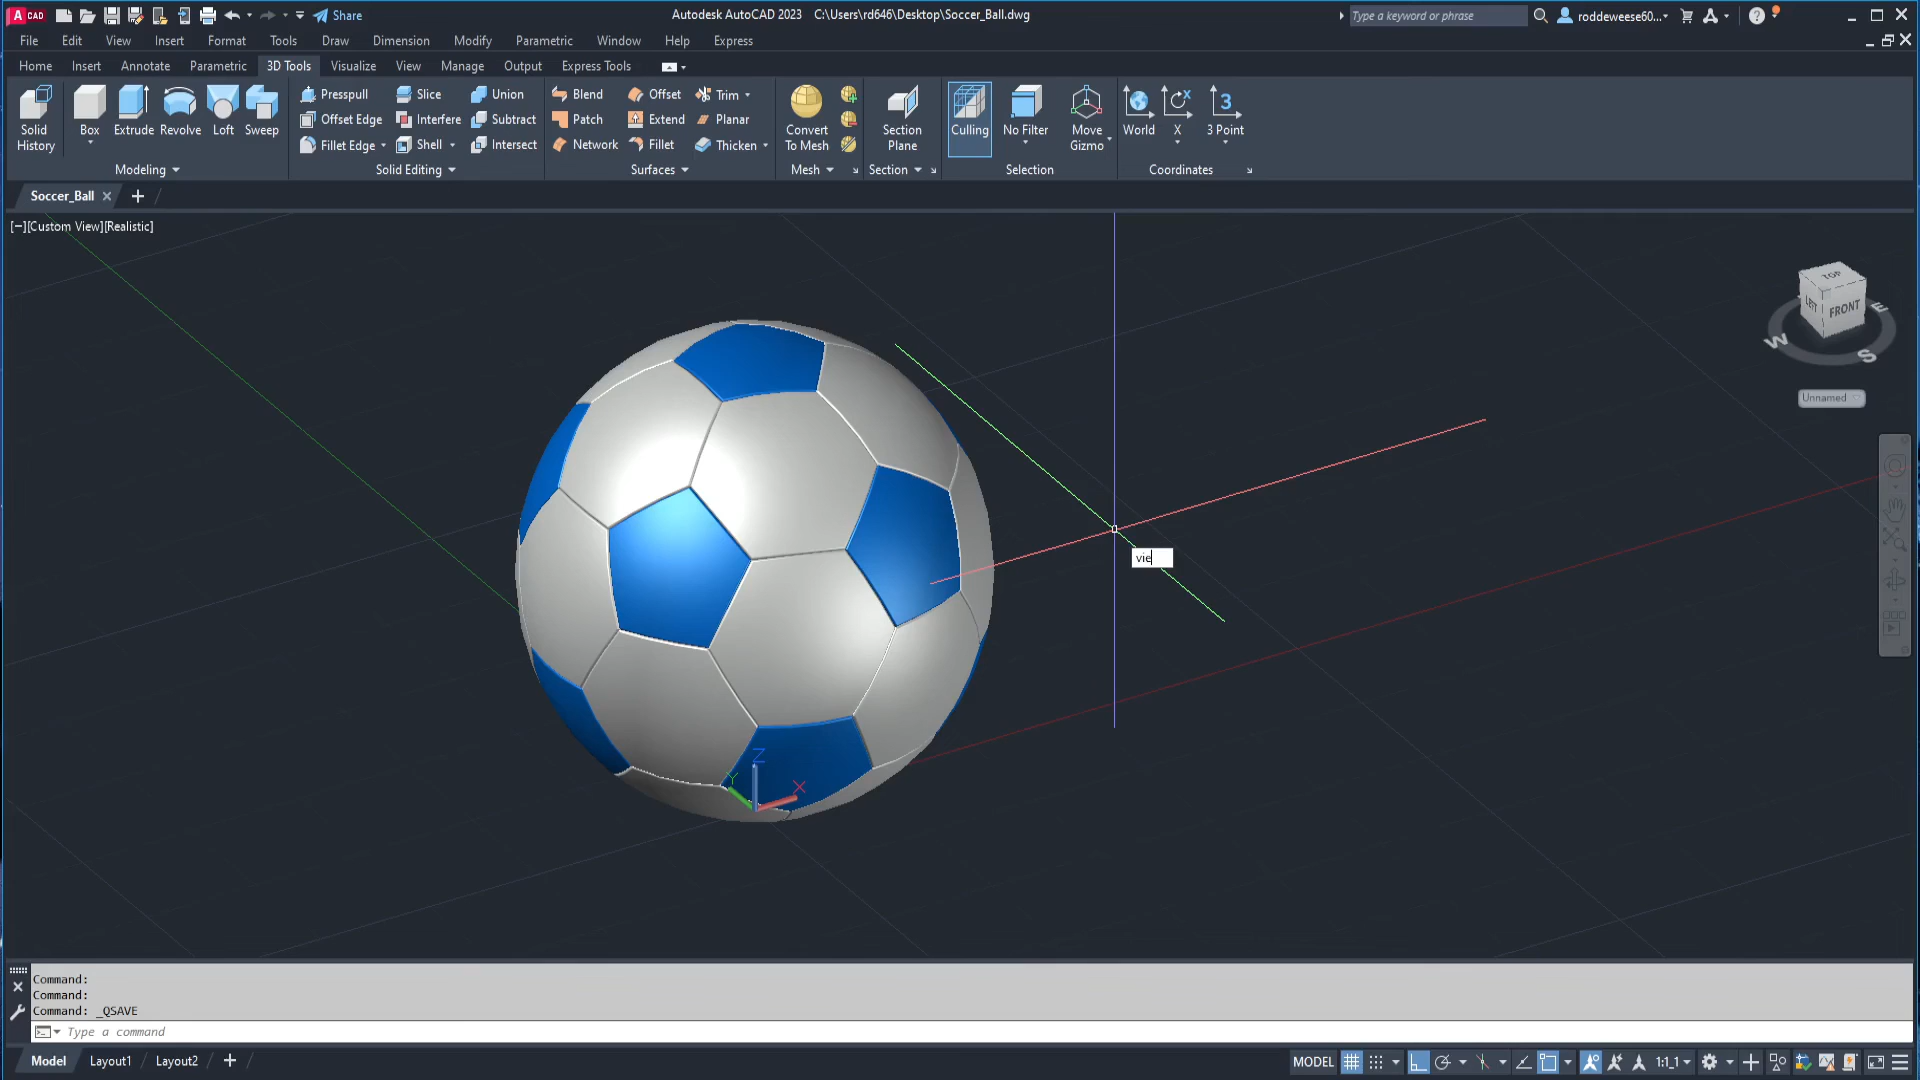 A CAD Share Autodesk AutoCAD 2023 C:\Users\rd646\Desktop\Soccer_Ball.dwg Type a keyword or phrase roddeweese60...
File Edit View Insert Format Tools Draw Dimension Modify Parametric Window Help Express
Home Insert Annotate Parametric 3D Tools Visualize View Manage Output Express Tools
Presspull Slice Union Blend Offset Trim
Offset Edge Interfere Subtract Patch Extend Planar
Fillet Edge Shell Intersect Network Fillet Thicken
Solid History Box Extrude Revolve Loft Sweep Convert To Mesh Section Plane Culling No Filter Move Gizmo World X 3 3 Point
Modeling Solid Editing Surfaces Mesh Section Selection Coordinates
Soccer_Ball
[−][Custom View][Realistic]
TOP
LEFT FRONT
W S E
Unnamed
vie
Z
Y X
Command:
Command:
Command: _QSAVE
Type a command
Model Layout1 Layout2 MODEL 1:1_1